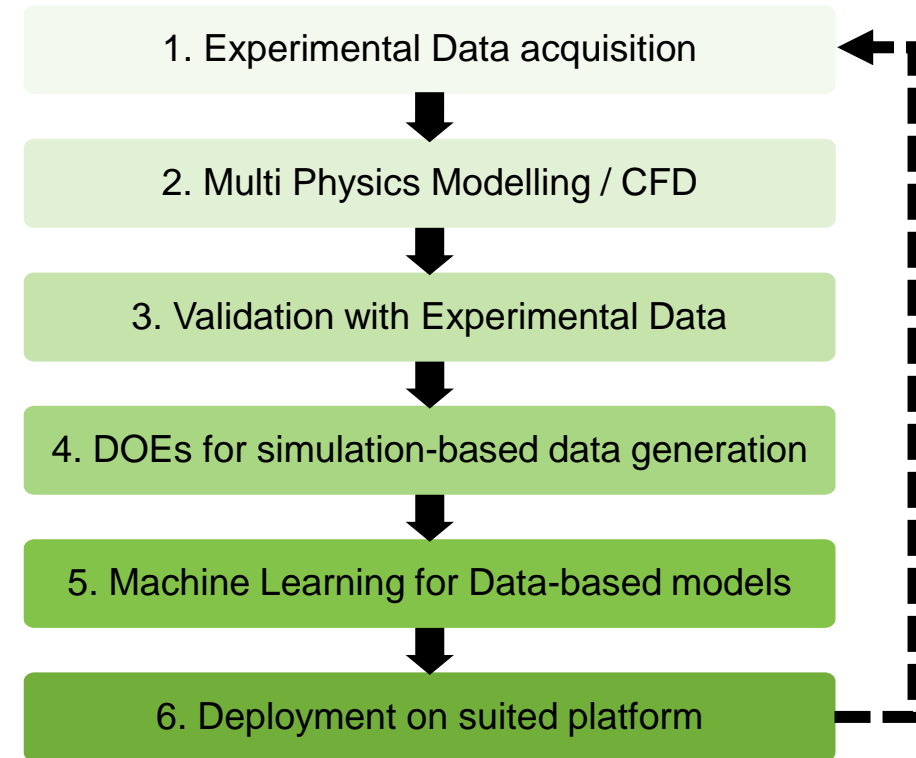 1. Experimental Data acquisition
2. Multi Physics Modelling / CFD
3. Validation with Experimental Data
4. DOEs for simulation-based data generation
5. Machine Learning for Data-based models
6. Deployment on suited platform